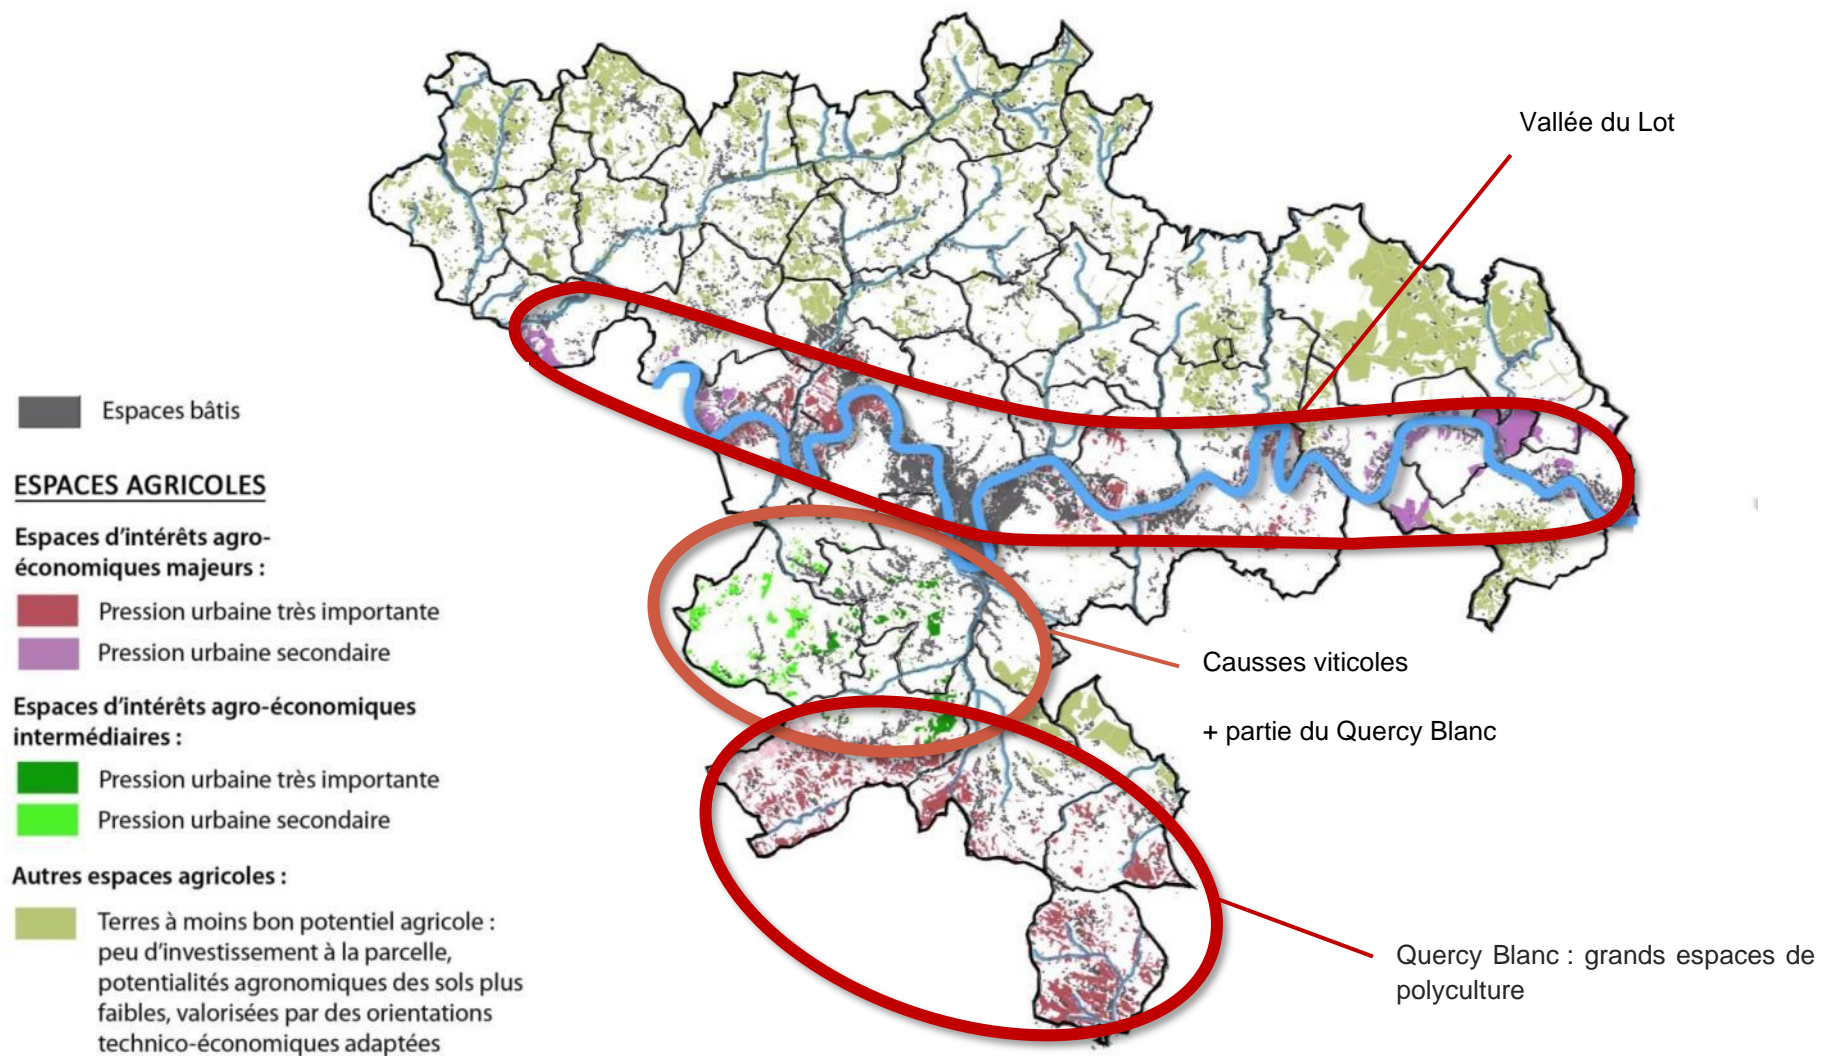 Vallée du Lot
Espaces bâtis
ESPACES AGRICOLES
Espaces d'intérêts agro-
économiques majeurs :
Pression urbaine très importante
Pression urbaine secondaire
Espaces d'intérêts agro-économiques
intermédiaires :
Pression urbaine très importante
Pression urbaine secondaire
Autres espaces agricoles :
Terres à moins bon potentiel agricole :
peu d'investissement à la parcelle,
potentialités agronomiques des sols plus
faibles, valorisées par des orientations
technico-économiques adaptées
Causses viticoles
+ partie du Quercy Blanc
Quercy Blanc : grands espaces de
polyculture